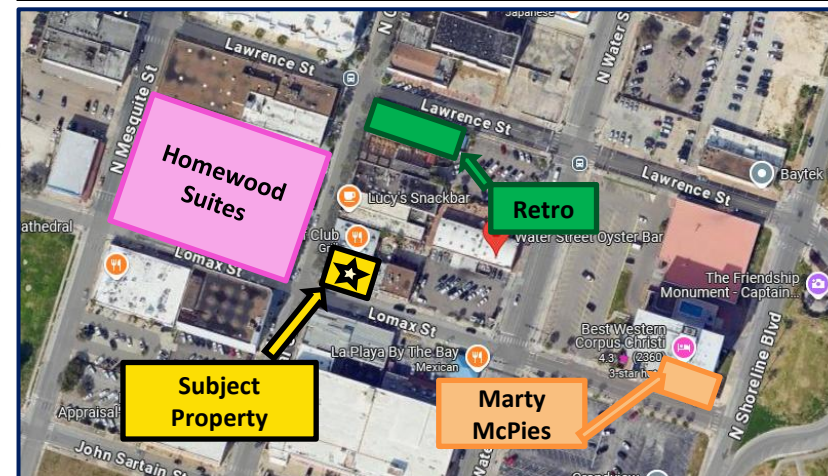 Japanese
Lawrence St
N Mesquite St
N Water St
Lawrence St
Homewood
Suites
Lucy's Snackbar
Retro
Lawrence St
Baytek
athedral
Club
Water Street Oyster Bar
Lomax St
The Friendship
Monument - Captain...
Lomax St
Best Western
Corpus Christi
4.3
(2360)
3-star
La Playa By The Bay
Mexican
N Shoreline Blvd
Subject
Property
Marty
McPies
Appraisal
John Sartain St